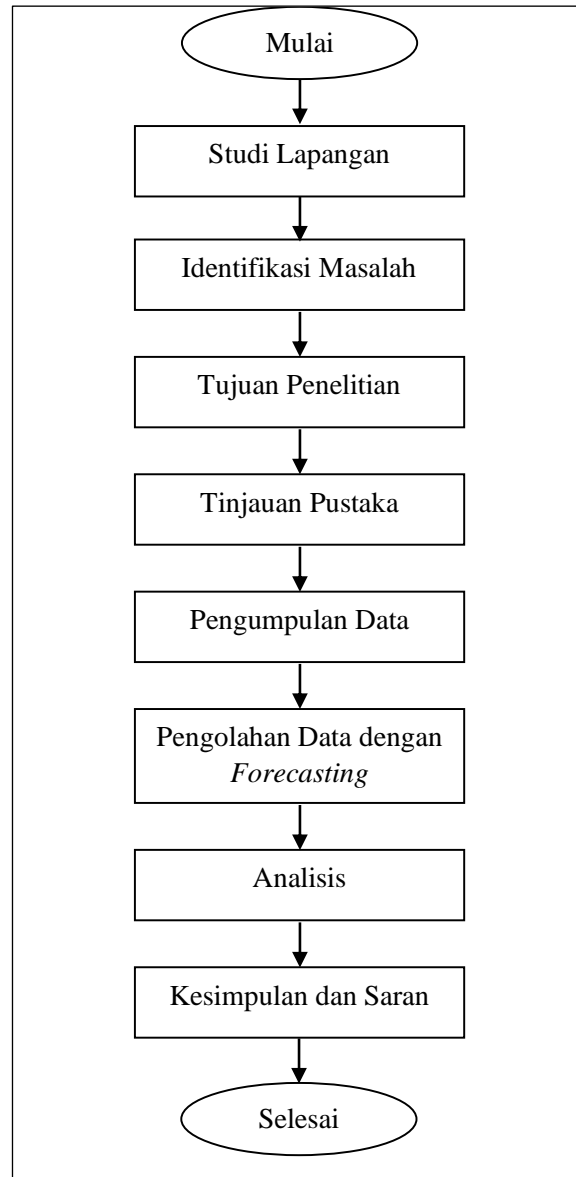 Mulai
Studi Lapangan
Identifikasi Masalah
Tujuan Penelitian
Tinjauan Pustaka
Pengumpulan Data
Pengolahan Data dengan
Forecasting
Analisis
Kesimpulan dan Saran
Selesai